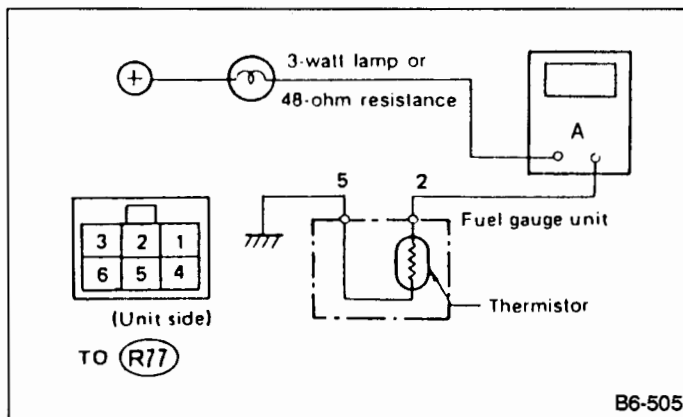 +
3-watt lamp or
48-ohm resistance
A
5 2
Fuel gauge unit
3 2 1
6 5 4
Thermistor
(Unit side)
TO R77
B6-505